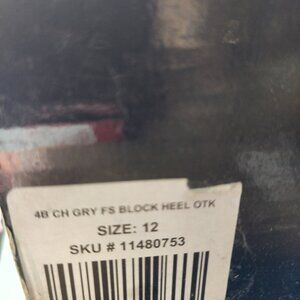 4B CH GRY FS BLOCK HEEL OTK
SIZE: 12
SKU # 11480753